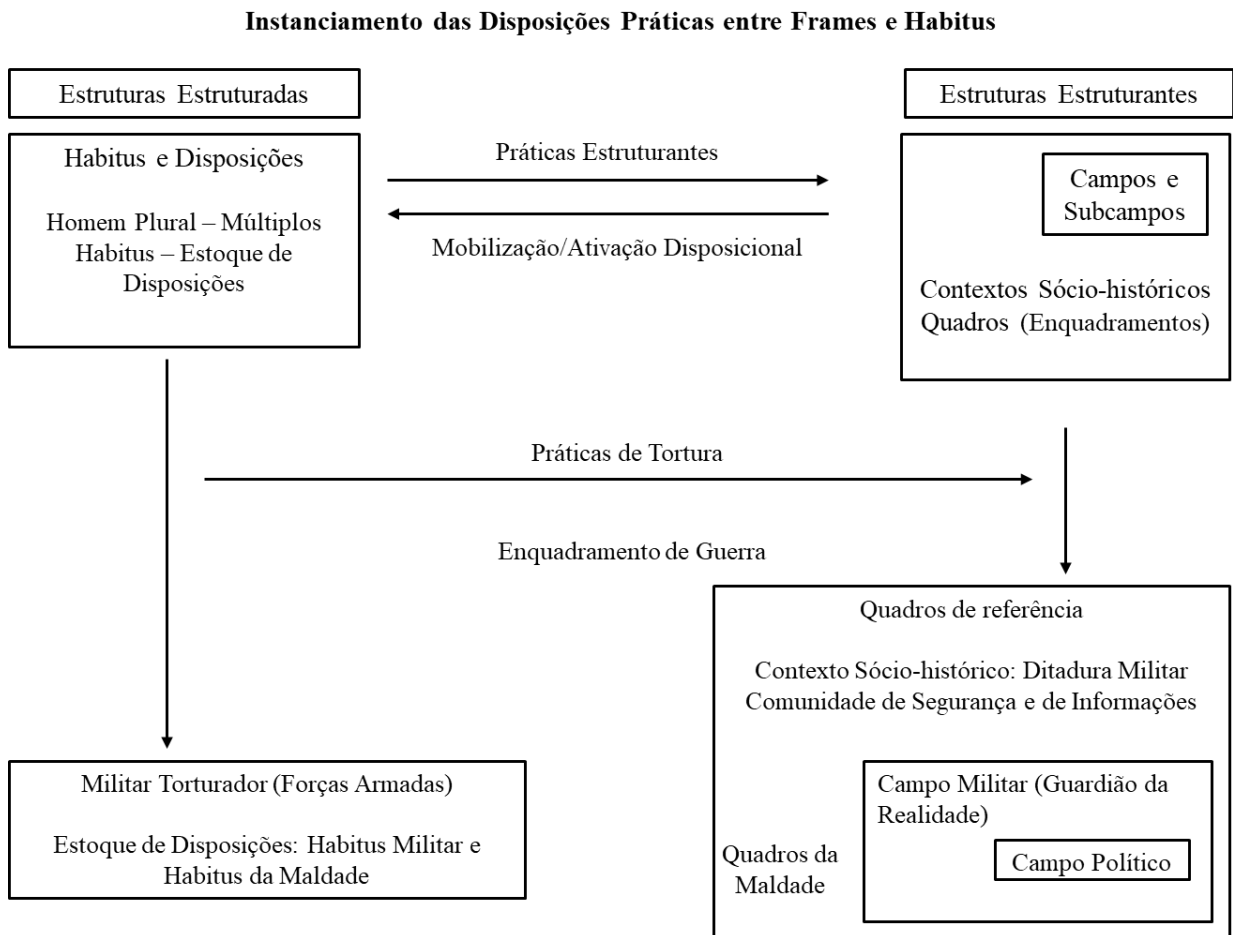 Instanciamento das Disposições Práticas entre Frames e Habitus
Estruturas Estruturadas
Estruturas Estruturantes
Habitus e Disposições
Homem Plural – Múltiplos
Habitus – Estoque de
Disposições
Práticas Estruturantes
Mobilização/Ativação Disposicional
Campos e
Subcampos
Contextos Sócio-históricos
Quadros (Enquadramentos)
Práticas de Tortura
Enquadramento de Guerra
Quadros de referência
Contexto Sócio-histórico: Ditadura Militar
Comunidade de Segurança e de Informações
Militar Torturador (Forças Armadas)
Estoque de Disposições: Habitus Militar e
Habitus da Maldade
Quadros da
Maldade
Campo Militar (Guardião da
Realidade)
Campo Político